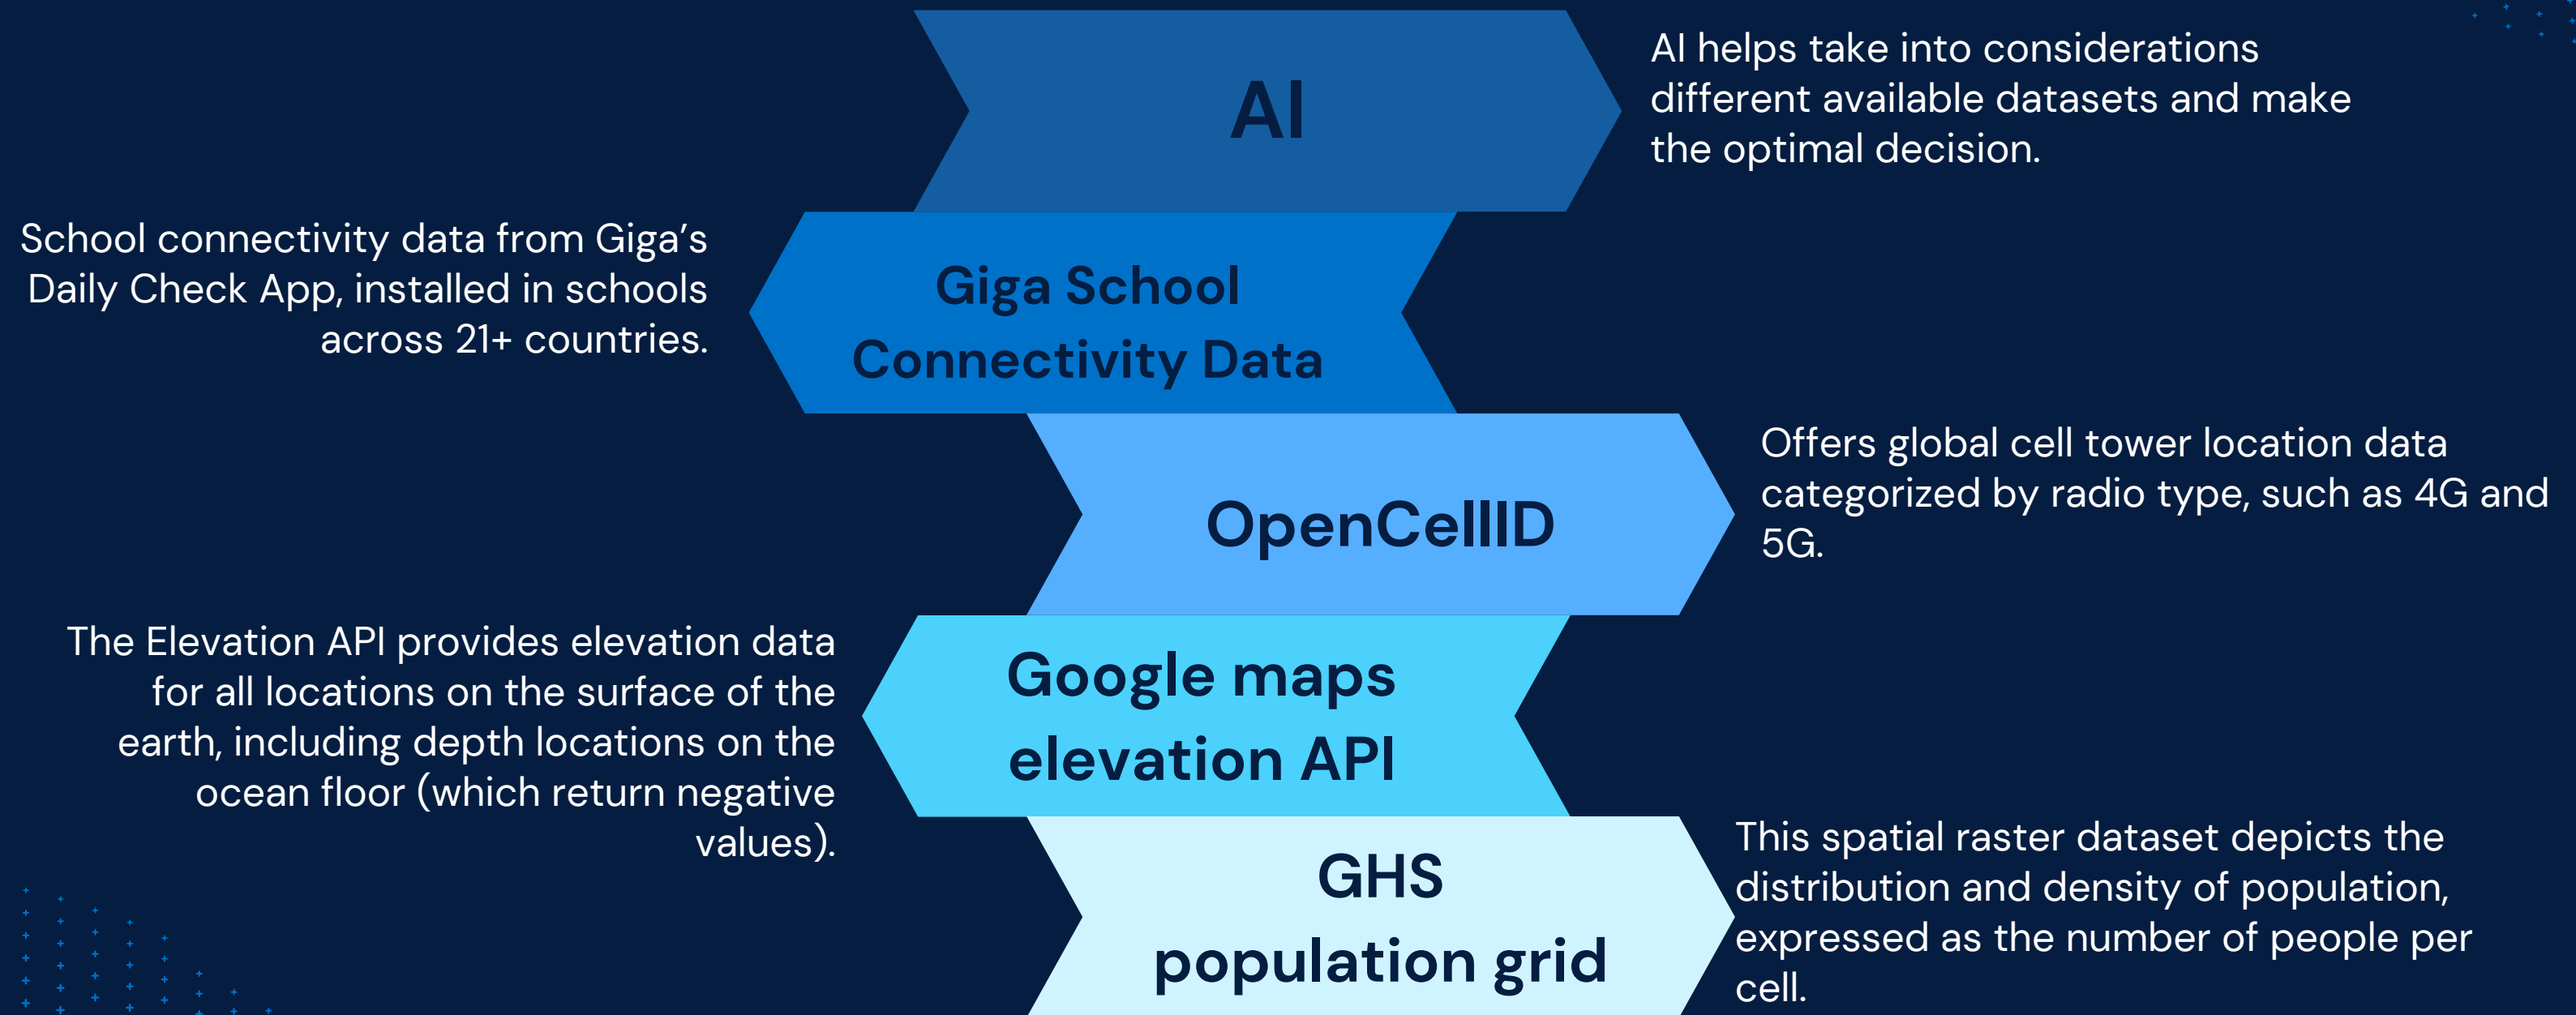 AI
AI helps take into considerations
different available datasets and make
the optimal decision.
School connectivity data from Giga’s
Daily Check App, installed in schools
across 21+ countries.
Giga School
Connectivity Data
OpenCellID
Offers global cell tower location data
categorized by radio type, such as 4G and
5G.
The Elevation API provides elevation data
for all locations on the surface of the
earth, including depth locations on the
ocean floor (which return negative
values).
Google maps
elevation API
GHS
population grid
This spatial raster dataset depicts the
distribution and density of population,
expressed as the number of people per
cell.